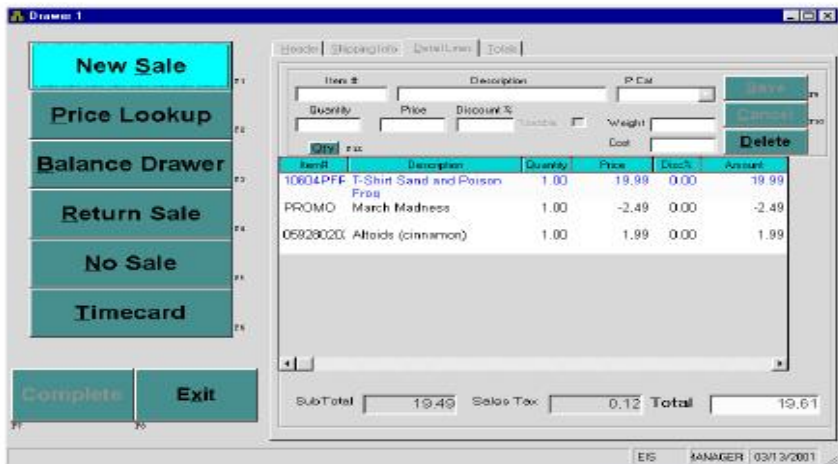 Drawer 1
New Sale
F1
Price Lookup
F2
Balance Drawer
F3
Return Sale
F4
No Sale
F5
Timecard
F6
Complete
F7
Exit
Header Shipping Info Detail Lines Totals
Item # Description P Cat
Save
F9
Quantity Price Discount % Taxable Weight
Cancel
F10
Cost
Delete
Qty
Item# Description Quantity Price Disc% Amount
10604PFF T-Shirt Sand and Poison Frog 1.00 19.99 0.00 19.99
PROMO March Madness 1.00 -2.49 0.00 -2.49
Altoids (cinnamon) 1.00 1.99 0.00 1.99
SubTotal 19.49 Sales Tax 0.12 Total 19.61
EIS MANAGER 03/13/2001